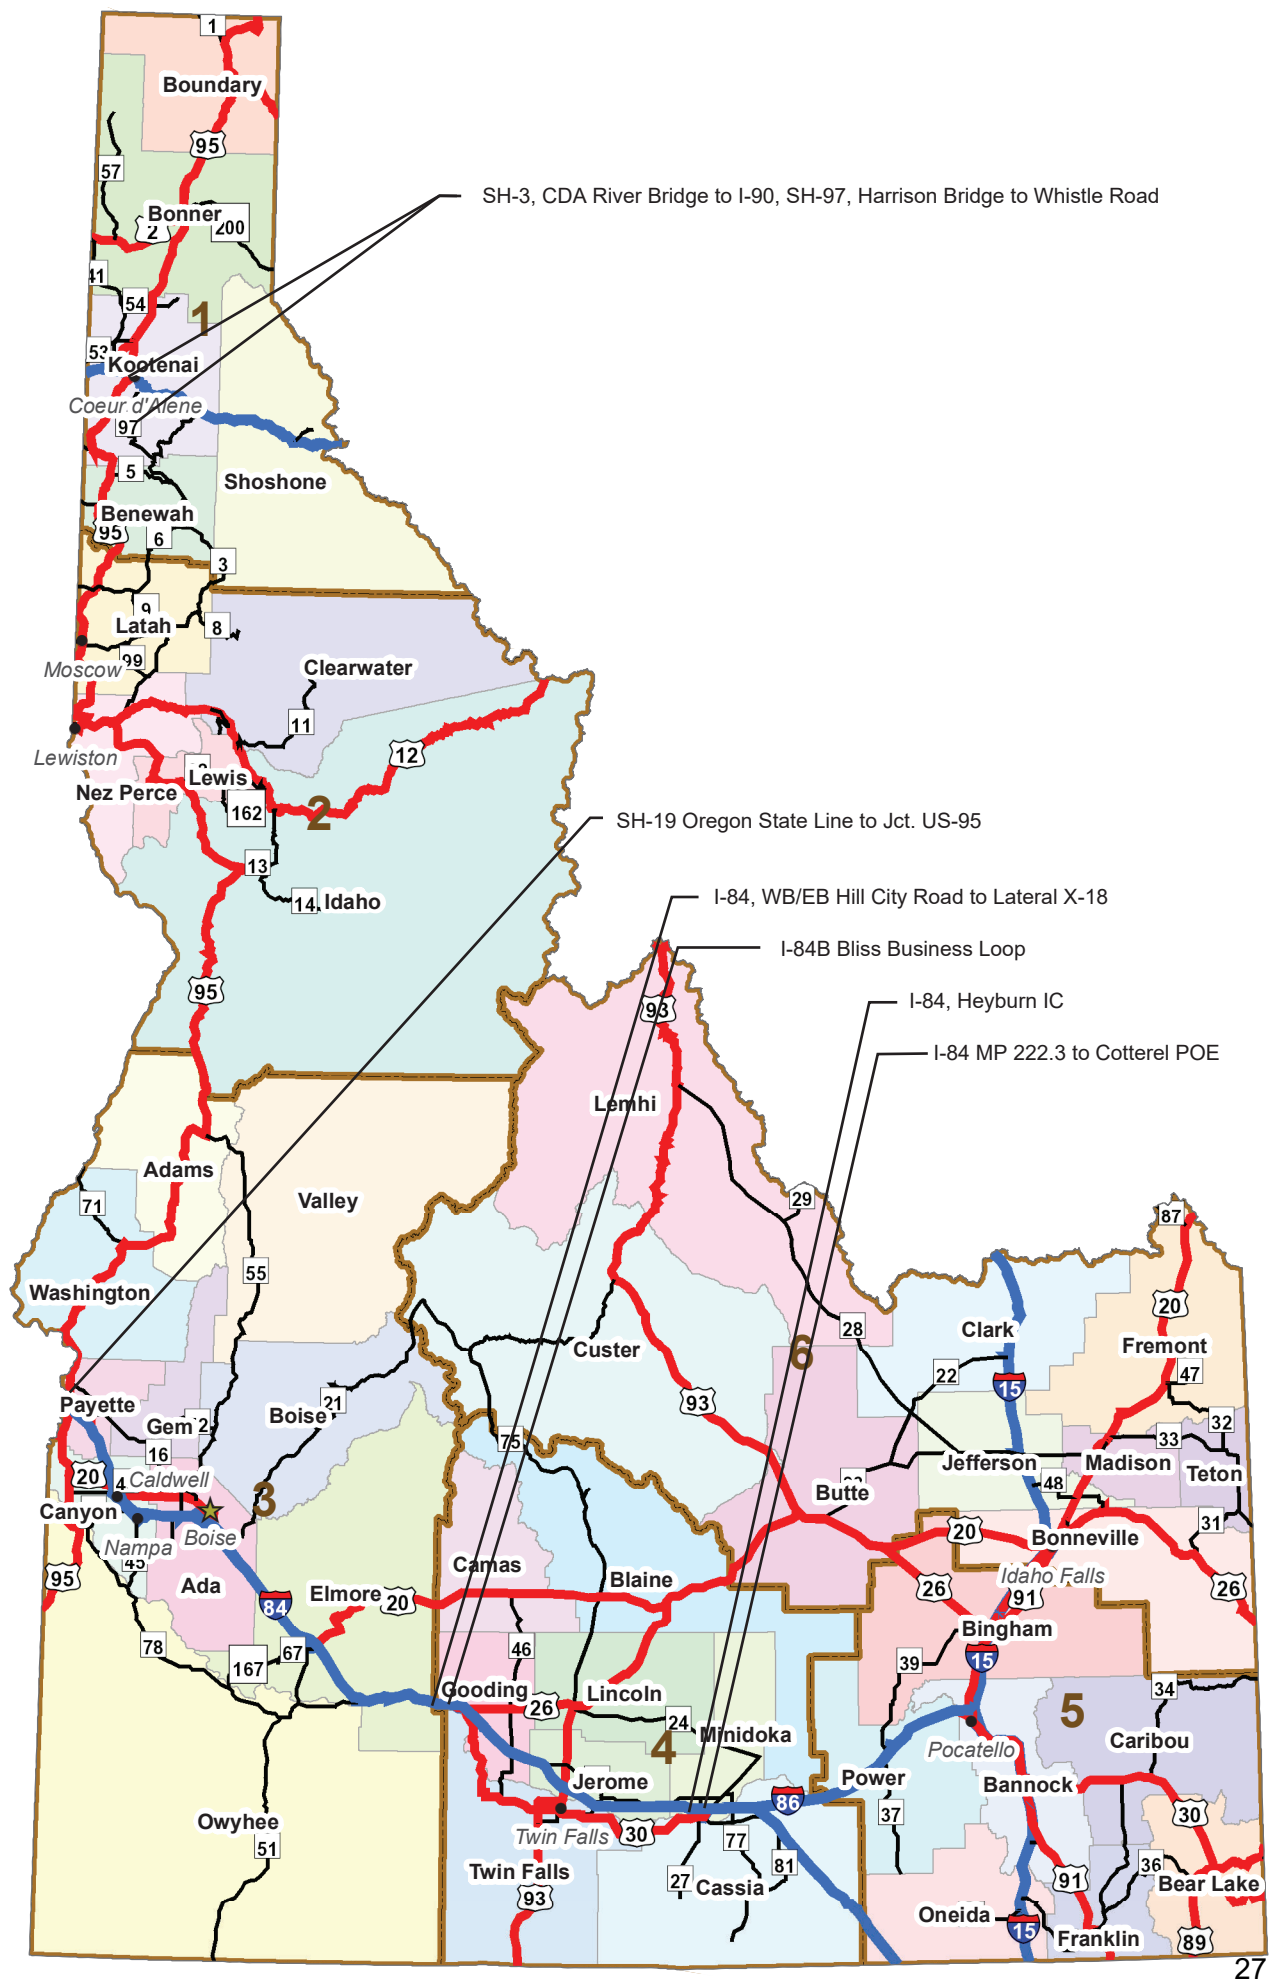 1
Boundary
95
57
Bonner
2
200
SH-3, CDA River Bridge to I-90, SH-97, Harrison Bridge to Whistle Road
41
54
1
53
Kootenai
Coeur d'Alene
97
5
Shoshone
Benewah
95
6
3
9
Latah
8
99
Moscow
Clearwater
11
12
Lewiston
Lewis
Nez Perce
162
2
SH-19 Oregon State Line to Jct. US-95
13
14
Idaho
I-84, WB/EB Hill City Road to Lateral X-18
I-84B Bliss Business Loop
95
93
I-84, Heyburn IC
I-84 MP 222.3 to Cotterel POE
Lemhi
Adams
71
Valley
29
87
55
Washington
20
28
Clark
Fremont
Custer
6
22
47
15
93
Payette
21
Boise
Gem
16
75
32
33
Jefferson
Madison
Teton
20
4
Caldwell
48
Butte
3
Canyon
31
20
Bonneville
Nampa
Boise
45
Camas
Blaine
Idaho Falls
95
Ada
Elmore
20
26
91
26
84
Bingham
78
46
167
67
39
15
Gooding
Lincoln
34
26
24
Minidoka
5
4
Pocatello
Caribou
Jerome
Power
Bannock
86
37
30
Owyhee
Twin Falls
30
51
77
81
36
Twin Falls
27
Cassia
91
Bear Lake
93
Oneida
15
Franklin
89
27